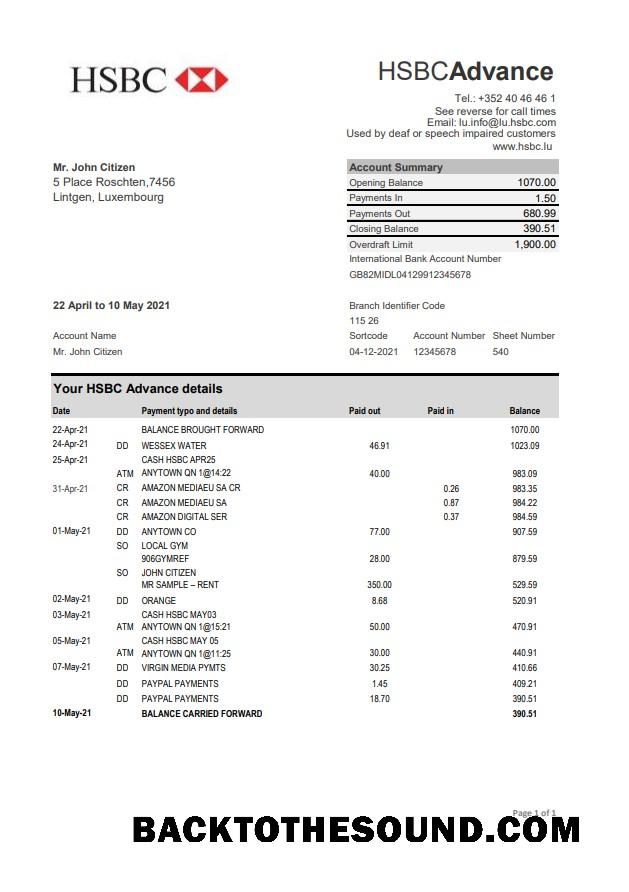 HSBC
HSBCAdvance
Tel.: +352 40 46 46 1
See reverse for call times
Email: lu.info@lu.hsbc.com
Used by deaf or speech impaired customers
www.hsbc.lu
Mr. John Citizen
5 Place Roschten,7456
Lintgen, Luxembourg
Account Summary
Opening Balance 1070.00
Payments In 1.50
Payments Out 680.99
Closing Balance 390.51
Overdraft Limit 1,900.00
International Bank Account Number
GB82MIDL04129912345678
22 April to 10 May 2021
Branch Identifier Code
115 26
Account Name Sortcode Account Number Sheet Number
Mr. John Citizen 04-12-2021 12345678 540
Your HSBC Advance details
Date Payment typo and details Paid out Paid in Balance
22-Apr-21 BALANCE BROUGHT FORWARD 1070.00
24-Apr-21 DD WESSEX WATER 46.91 1023.09
25-Apr-21 CASH HSBC APR25
ATM ANYTOWN QN 1@14:22 40.00 983.09
31-Apr-21 CR AMAZON MEDIAEU SA CR 0.26 983.35
CR AMAZON MEDIAEU SA 0.87 984.22
CR AMAZON DIGITAL SER 0.37 984.59
01-May-21 DD ANYTOWN CO 77.00 907.59
SO LOCAL GYM
906GYMREF 28.00 879.59
SO JOHN CITIZEN
MR SAMPLE – RENT 350.00 529.59
02-May-21 DD ORANGE 8.68 520.91
03-May-21 CASH HSBC MAY03
ATM ANYTOWN QN 1@15:21 50.00 470.91
05-May-21 CASH HSBC MAY 05
ATM ANYTOWN QN 1@11:25 30.00 440.91
07-May-21 DD VIRGIN MEDIA PYMTS 30.25 410.66
DD PAYPAL PAYMENTS 1.45 409.21
DD PAYPAL PAYMENTS 18.70 390.51
10-May-21 BALANCE CARRIED FORWARD 390.51
Page 1 of 1
BACKTOTHESOUND.COM